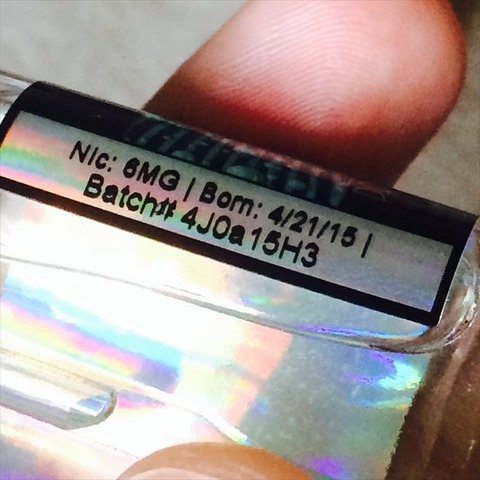 Nic: 6MG | Born: 4/21/15 |
Batch# 4J0a15H3